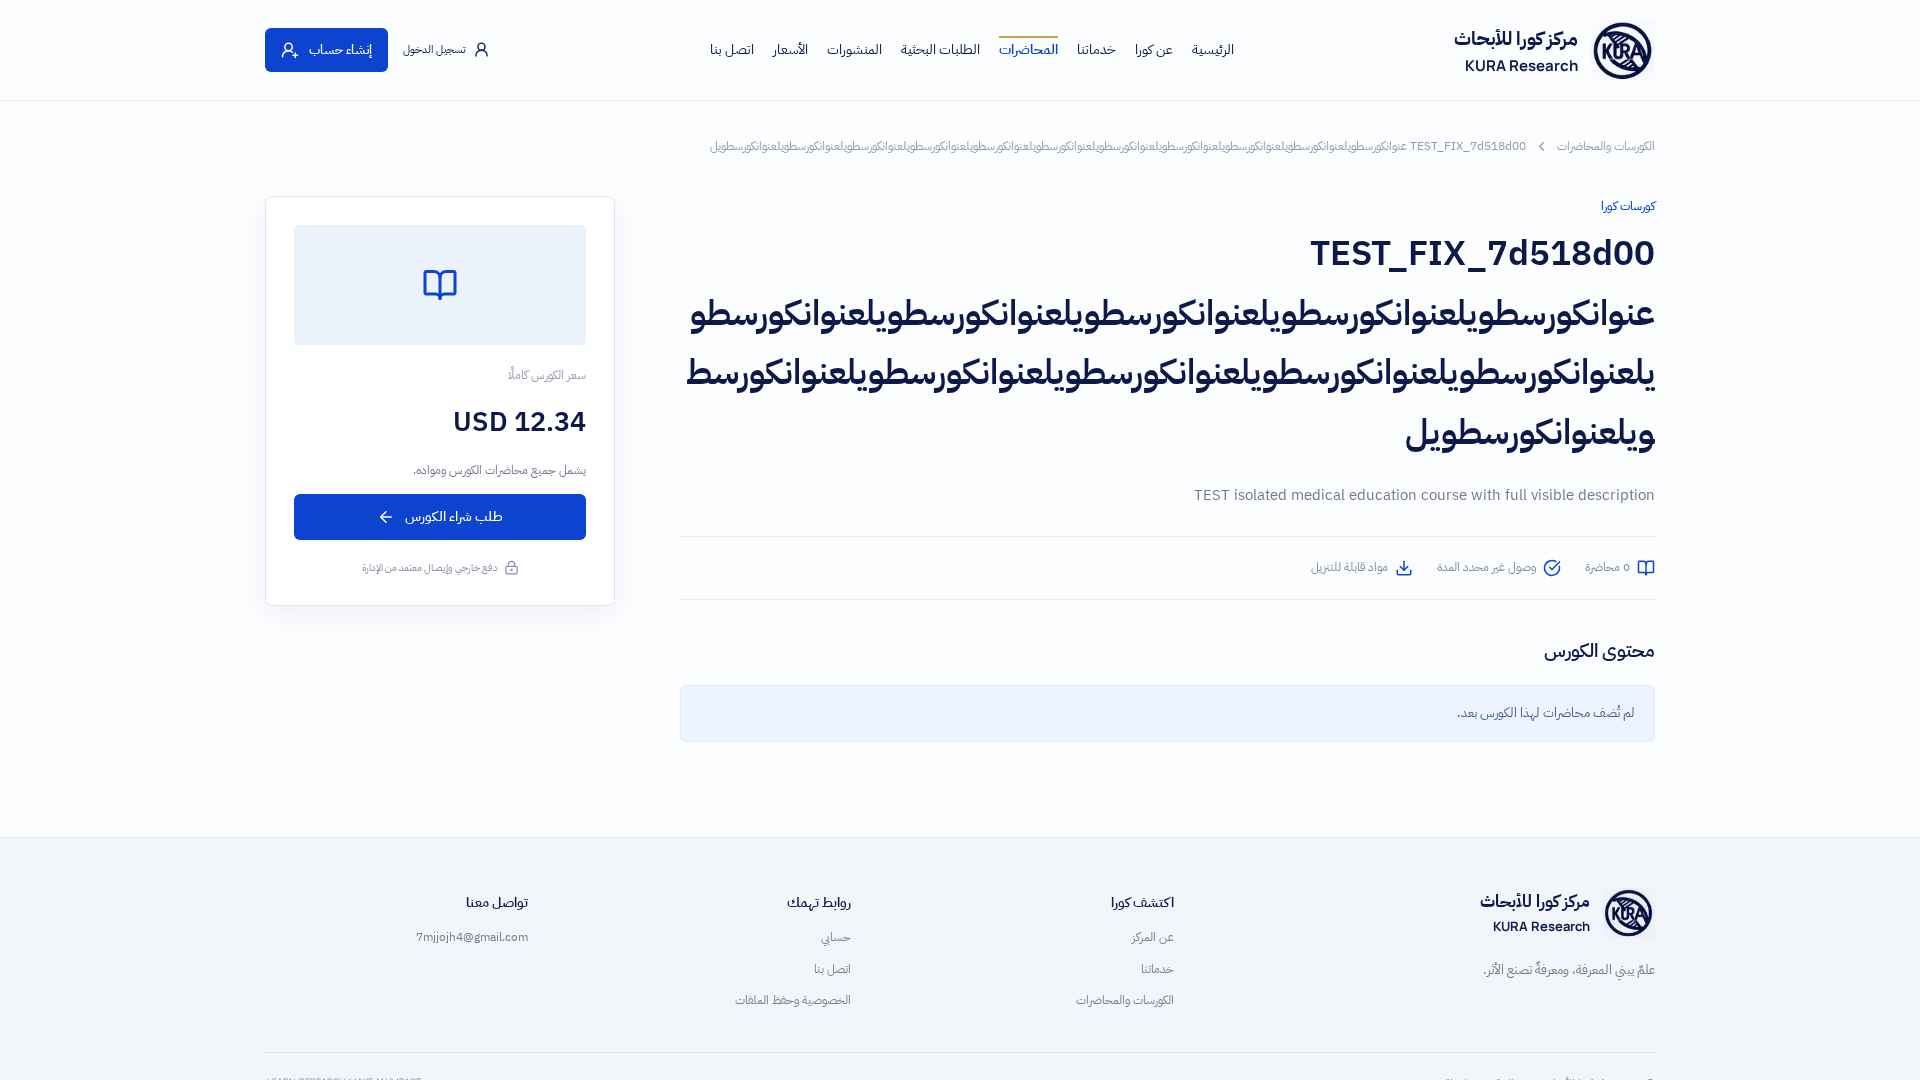 مركز كورا للأبحاث
KURA Research
الرئيسية
عن كورا
خدماتنا
المحاضرات
الطلبات البحثية
المنشورات
الأسعار
اتصل بنا
تسجيل الدخول
إنشاء حساب
الكورسات والمحاضرات
TEST_FIX_7d518d00 عنوانكورسطويلعنوانكورسطويلعنوانكورسطويلعنوانكورسطويلعنوانكورسطويلعنوانكورسطويلعنوانكورسطويلعنوانكورسطويلعنوانكورسطويل
كورسات كورا
TEST_FIX_7d518d00
عنوانكورسطويلعنوانكورسطويلعنوانكورسطويلعنوانكورسطويلعنوانكورسطو
يلعنوانكورسطويلعنوانكورسطويلعنوانكورسطويلعنوانكورسطويلعنوانكورسط
ويلعنوانكورسطويل
TEST isolated medical education course with full visible description
0 محاضرة
وصول غير محدد المدة
مواد قابلة للتنزيل
محتوى الكورس
لم تُضف محاضرات لهذا الكورس بعد.
سعر الكورس كاملًا
USD 12.34
يشمل جميع محاضرات الكورس ومواده.
طلب شراء الكورس
دفع خارجي وإيصال معتمد من الإدارة
مركز كورا للأبحاث
KURA Research
علمٌ يبني المعرفة، ومعرفةٌ تصنع الأثر.
اكتشف كورا
عن المركز
خدماتنا
الكورسات والمحاضرات
روابط تهمك
حسابي
اتصل بنا
الخصوصية وحفظ الملفات
تواصل معنا
7mjjojh4@gmail.com